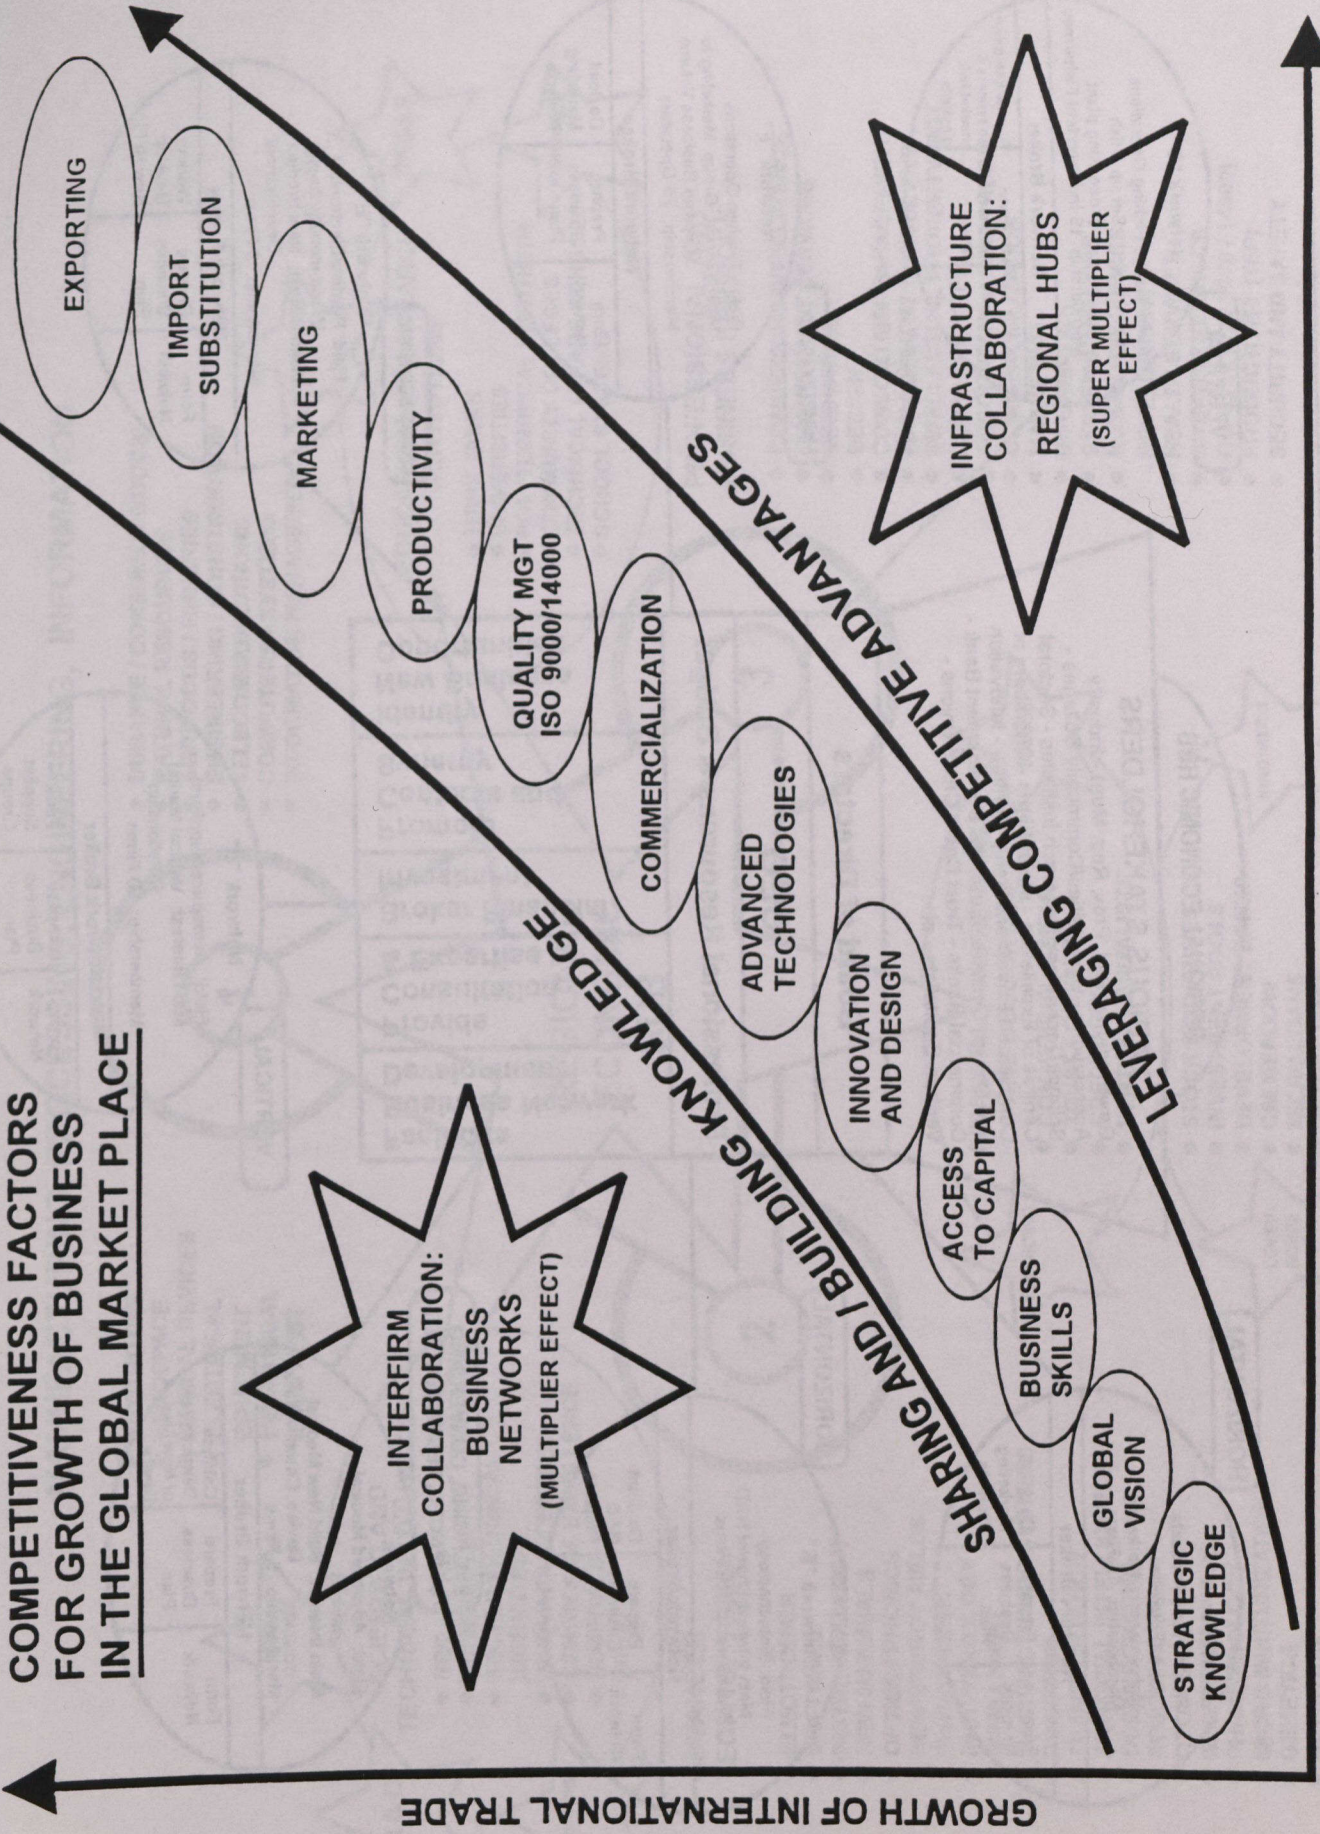 COMPETITIVENESS FACTORS
FOR GROWTH OF BUSINESS
IN THE GLOBAL MARKET PLACE
GROWTH OF INTERNATIONAL TRADE
INTERFIRM
COLLABORATION:
BUSINESS
NETWORKS
(MULTIPLIER EFFECT)
SHARING AND / BUILDING KNOWLEDGE
EXPORTING
IMPORT
SUBSTITUTION
MARKETING
PRODUCTIVITY
QUALITY MGT
ISO 9000/14000
COMMERCIALIZATION
ADVANCED
TECHNOLOGIES
INNOVATION
AND DESIGN
ACCESS
TO CAPITAL
BUSINESS
SKILLS
GLOBAL
VISION
STRATEGIC
KNOWLEDGE
LEVERAGING COMPETITIVE ADVANTAGES
INFRASTRUCTURE
COLLABORATION:
REGIONAL HUBS
(SUPER MULTIPLIER
EFFECT)